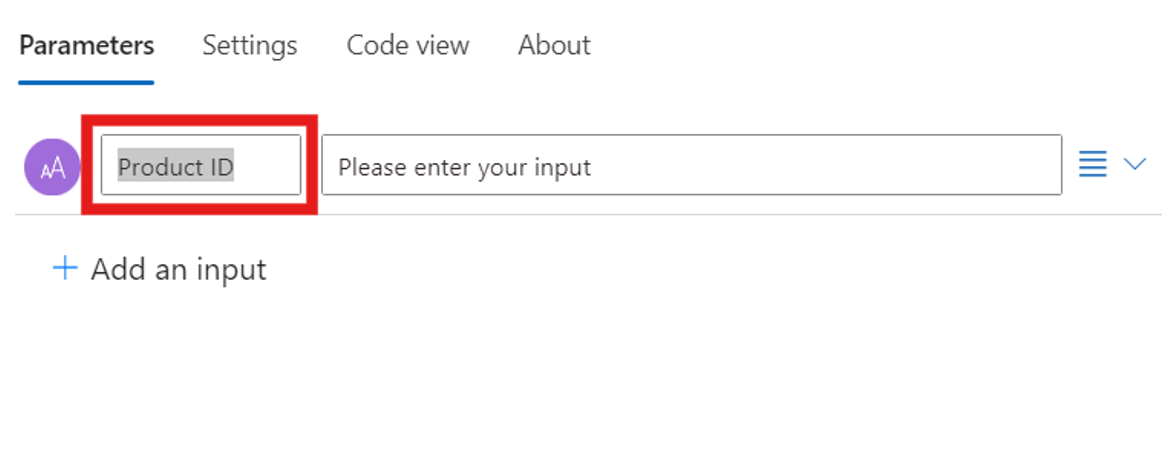 Parameters Settings Code view About
AA Product ID Please enter your input
+ Add an input